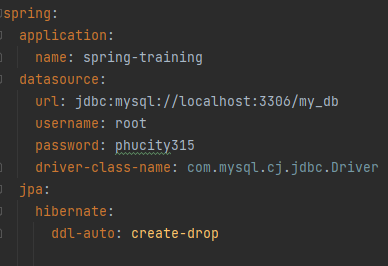 spring:
  application:
    name: spring-training
  datasource:
    url: jdbc:mysql://localhost:3306/my_db
    username: root
    password: phucity315
    driver-class-name: com.mysql.cj.jdbc.Driver
  jpa:
    hibernate:
      ddl-auto: create-drop